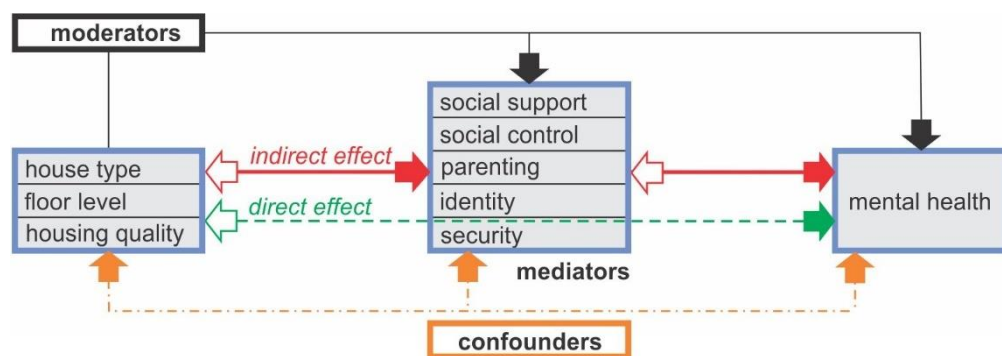 moderators
social support
social control
parenting
identity
security
mediators
indirect effect
direct effect
house type
floor level
housing quality
mental health
confounders